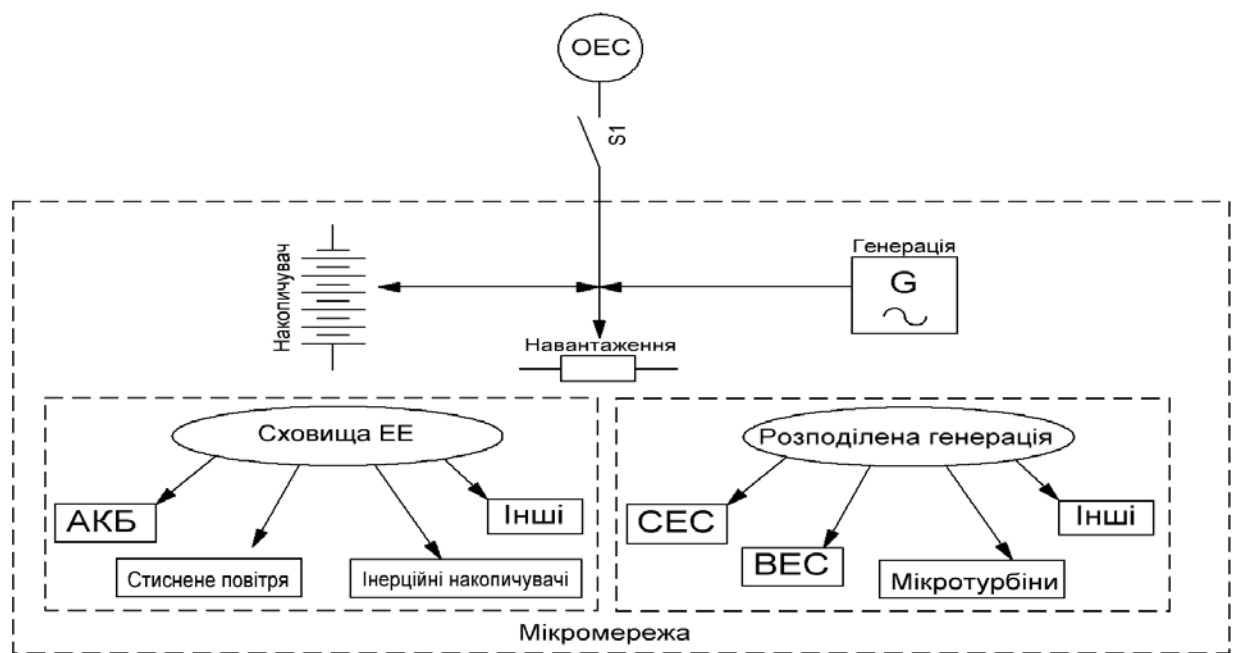 ОЕС
S1
Накопичувач
Генерація
G
Навантаження
Сховища ЕЕ
АКБ
Стиснене повітря
Інерційні накопичувачі
Інші
Розподілена генерація
СЕС
ВЕС
Мікротурбіни
Інші
Мікромережа